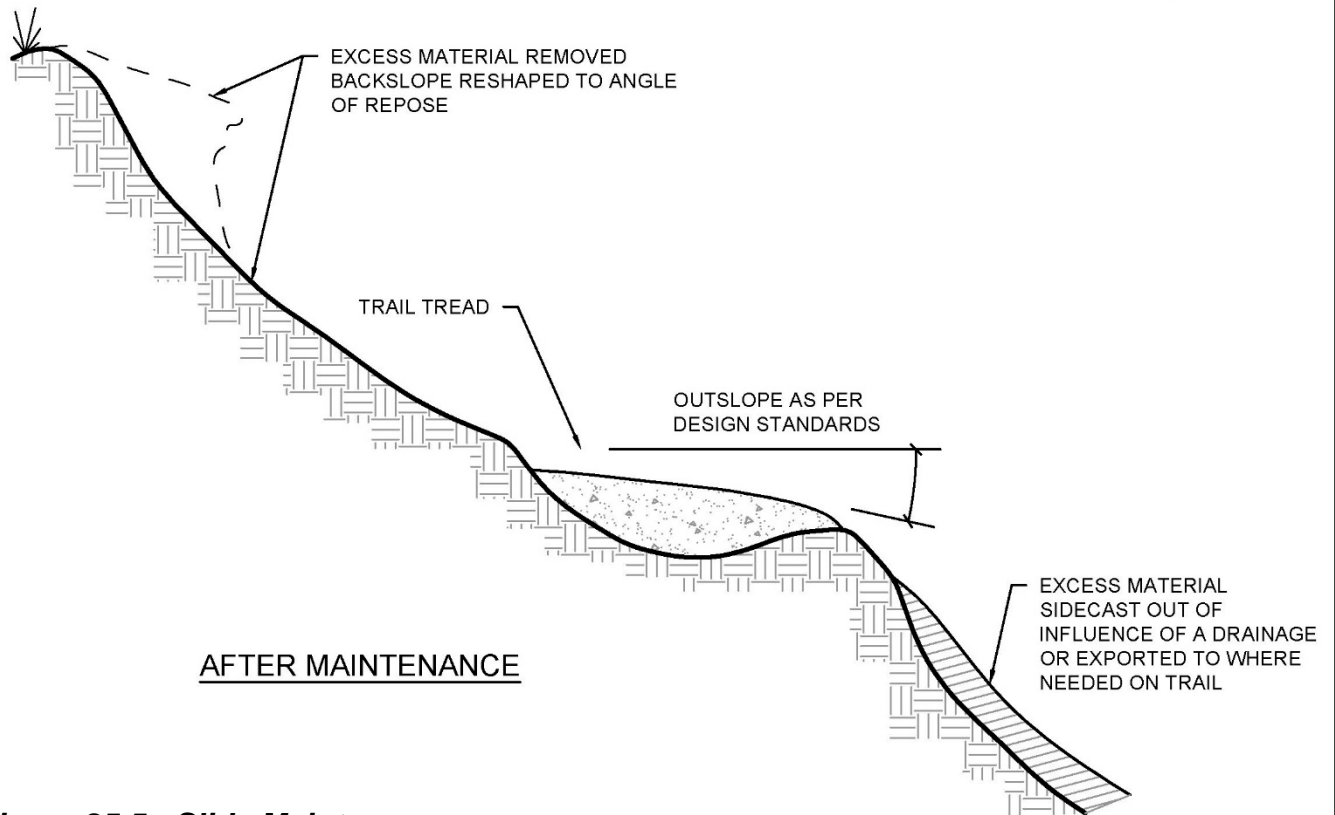 EXCESS MATERIAL REMOVED
BACKSLOPE RESHAPED TO ANGLE
OF REPOSE
TRAIL TREAD
OUTSLOPE AS PER
DESIGN STANDARDS
EXCESS MATERIAL
SIDECAST OUT OF
INFLUENCE OF A DRAINAGE
OR EXPORTED TO WHERE
NEEDED ON TRAIL
AFTER MAINTENANCE